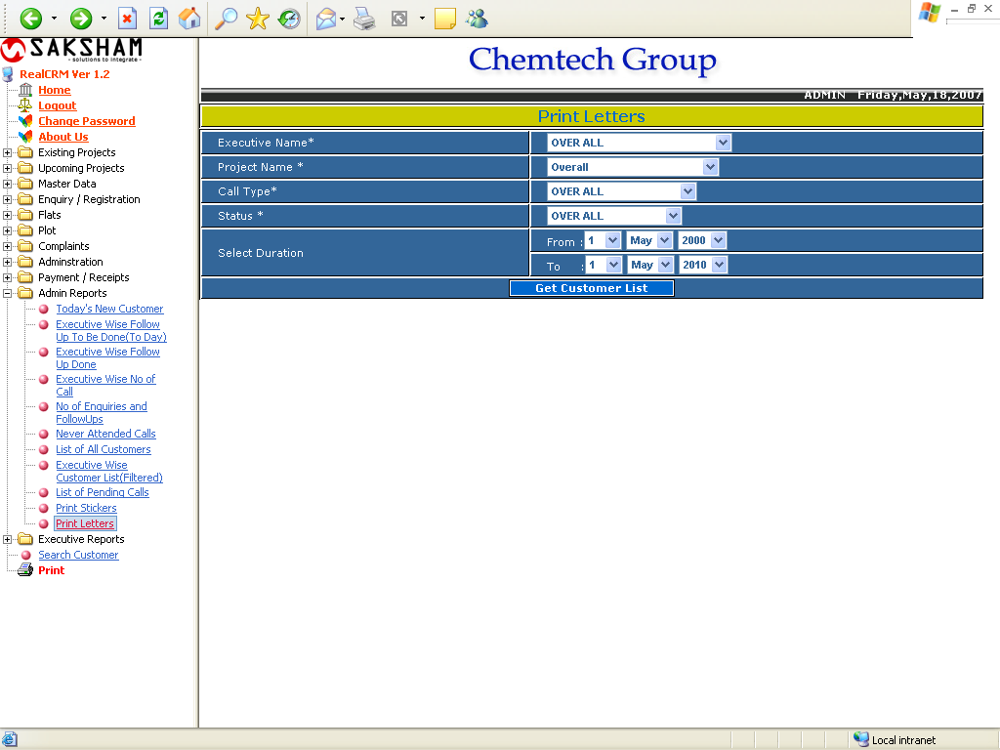 SAKSHAM
- solutions to integrate -
RealCRM Ver 1.2
Home
Logout
Change Password
About Us
Existing Projects
Upcoming Projects
Master Data
Enquiry / Registration
Flats
Plot
Complaints
Adminstration
Payment / Receipts
Admin Reports
Today's New Customer
Executive Wise Follow
Up To Be Done(To Day)
Executive Wise Follow
Up Done
Executive Wise No of
Call
No of Enquiries and
FollowUps
Never Attended Calls
List of All Customers
Executive Wise
Customer List(Filtered)
List of Pending Calls
Print Stickers
Print Letters
Executive Reports
Search Customer
Print
Chemtech Group
ADMIN Friday,May,18,2007
Print Letters
Executive Name* OVER ALL
Project Name * Overall
Call Type* OVER ALL
Status * OVER ALL
Select Duration
From : 1 May 2000
To : 1 May 2010
Get Customer List
Local intranet